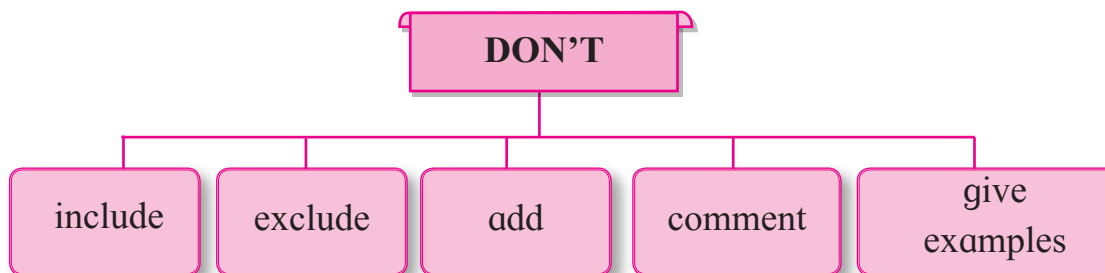 DON’T
include
exclude
add
comment
give
examples